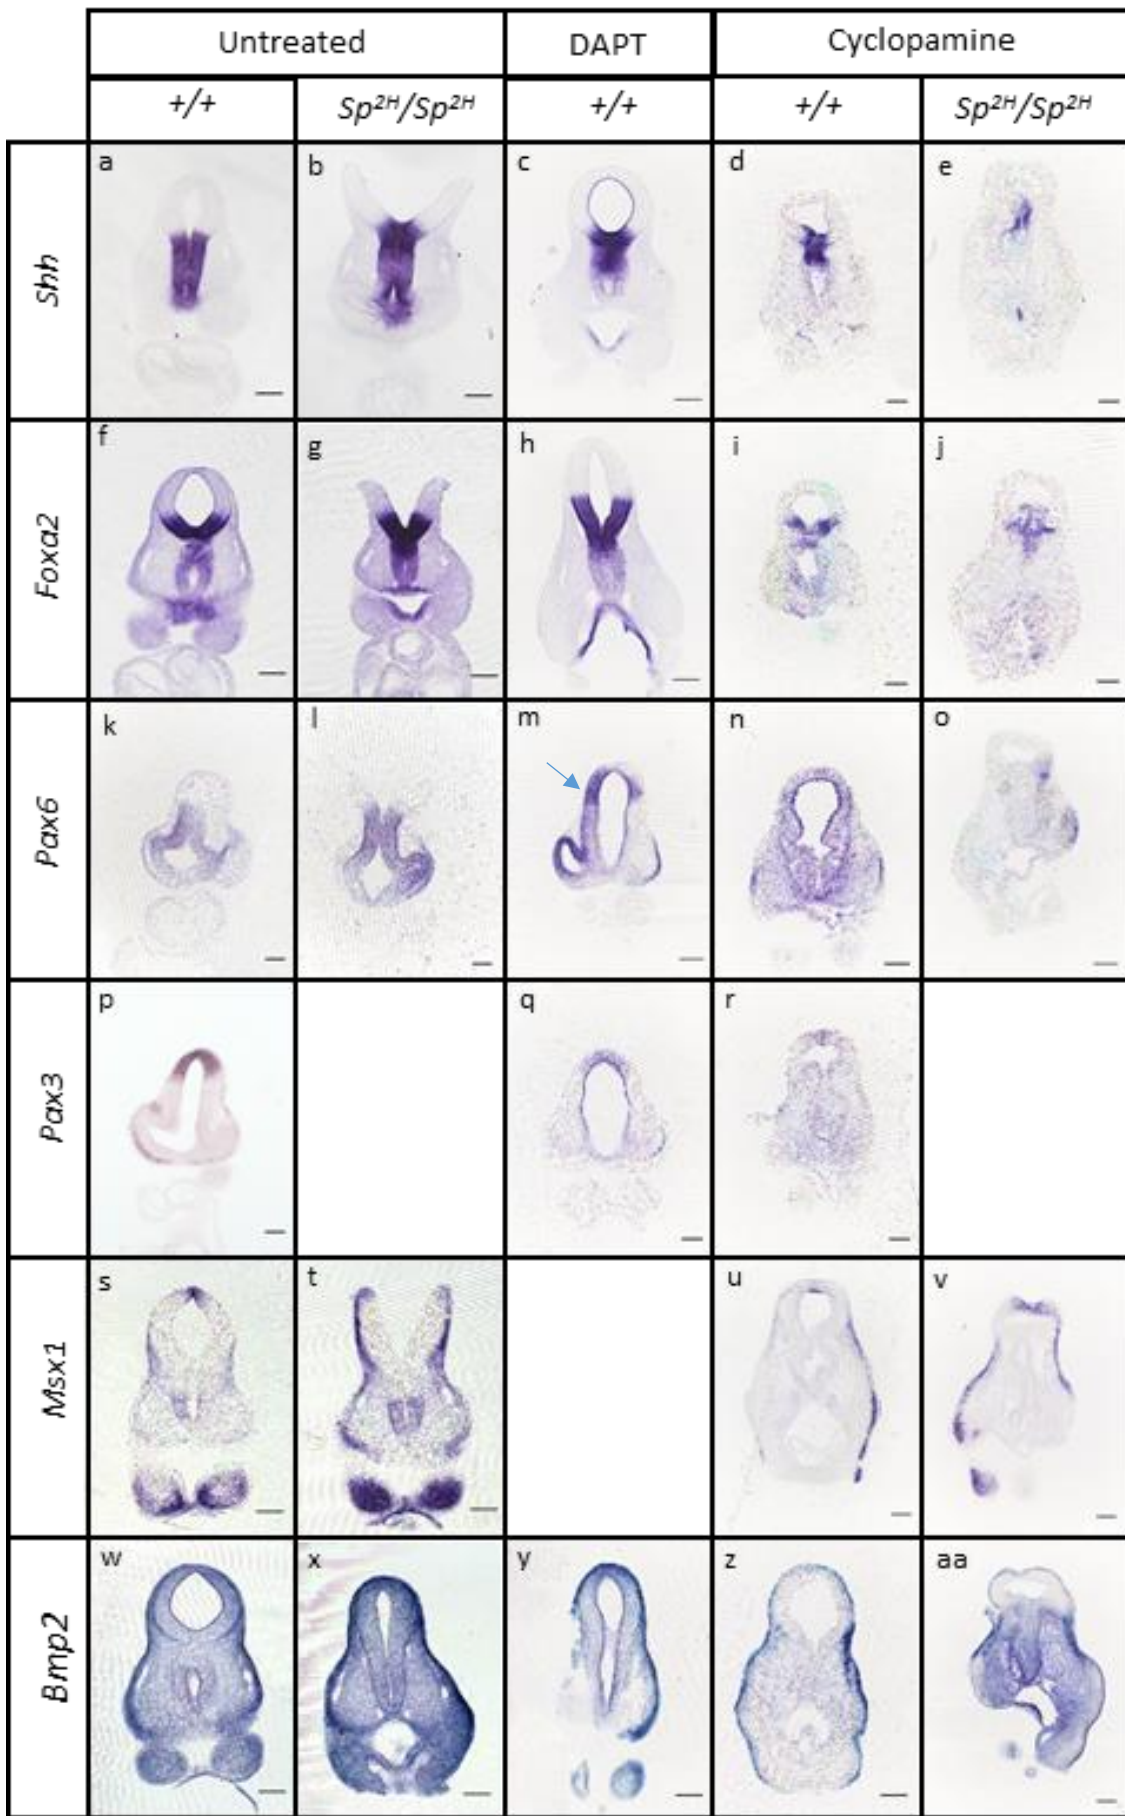 Untreated DAPT Cyclopamine
+/+ Sp²ᴴ/Sp²ᴴ +/+ +/+ Sp²ᴴ/Sp²ᴴ
Shh a b c d e
Foxa2 f g h i j
Pax6 k l m n o
Pax3 p q r
Msx1 s t u v
Bmp2 w x y z aa